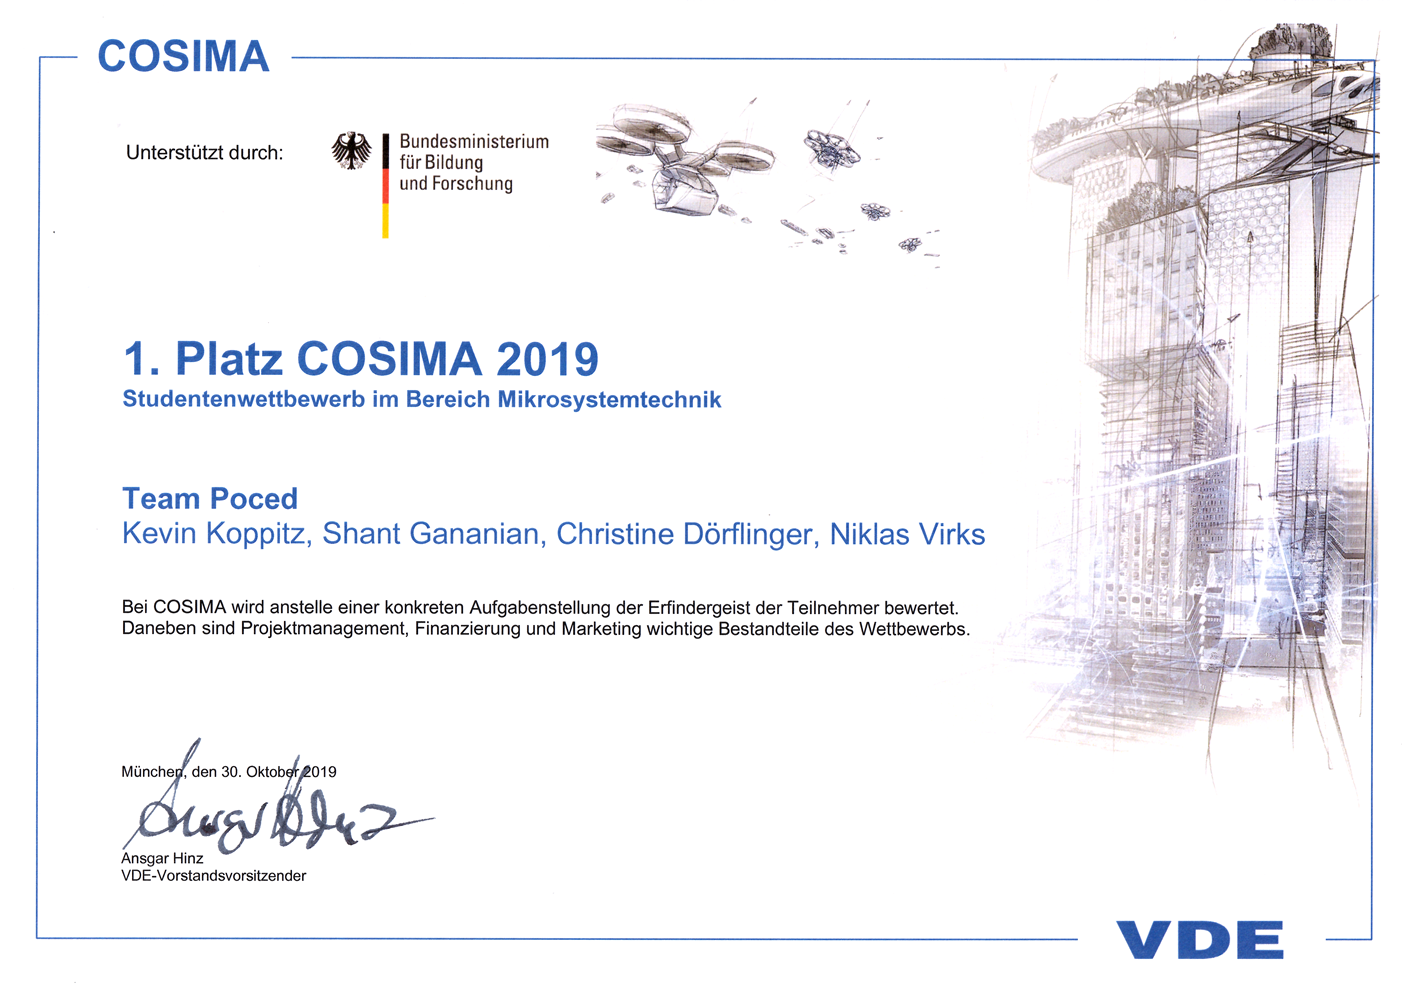 COSIMA
Unterstützt durch:
Bundesministerium
für Bildung
und Forschung
1. Platz COSIMA 2019
Studentenwettbewerb im Bereich Mikrosystemtechnik
Team Poced
Kevin Koppitz, Shant Gananian, Christine Dörflinger, Niklas Virks
Bei COSIMA wird anstelle einer konkreten Aufgabenstellung der Erfindergeist der Teilnehmer bewertet.
Daneben sind Projektmanagement, Finanzierung und Marketing wichtige Bestandteile des Wettbewerbs.
München, den 30. Oktober 2019
Ansgar Hinz
Ansgar Hinz
VDE-Vorstandsvorsitzender
VDE